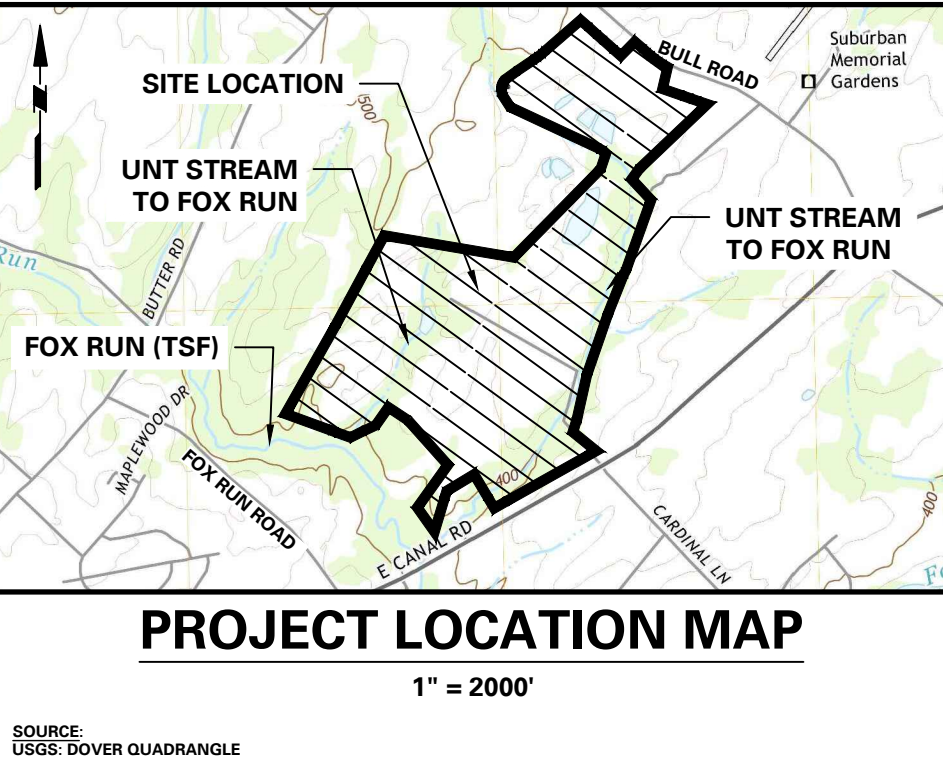 Suburban
Memorial
Gardens
BULL ROAD
SITE LOCATION
500
UNT STREAM
TO FOX RUN
UNT STREAM
TO FOX RUN
Run
BUTTER RD
FOX RUN (TSF)
MAPLEWOOD DR
FOX RUN ROAD
400
E CANAL RD
CARDINAL LN
400
Fo
PROJECT LOCATION MAP
1" = 2000'
SOURCE:
USGS: DOVER QUADRANGLE